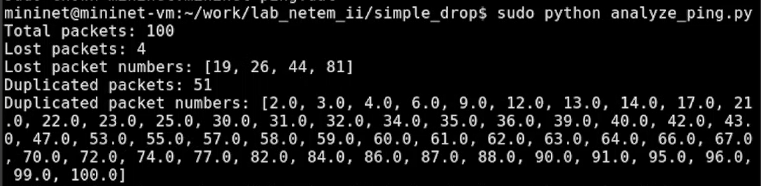 mininet@mininet-vm:~/work/lab_netem_ii/simple_drop$ sudo python analyze_ping.py
Total packets: 100
Lost packets: 4
Lost packet numbers: [19, 26, 44, 81]
Duplicated packets: 51
Duplicated packet numbers: [2.0, 3.0, 4.0, 6.0, 9.0, 12.0, 13.0, 14.0, 17.0, 21
.0, 22.0, 23.0, 25.0, 30.0, 31.0, 32.0, 34.0, 35.0, 36.0, 39.0, 40.0, 42.0, 43.
0, 47.0, 53.0, 55.0, 57.0, 58.0, 59.0, 60.0, 61.0, 62.0, 63.0, 64.0, 66.0, 67.0
, 70.0, 72.0, 74.0, 77.0, 82.0, 84.0, 86.0, 87.0, 88.0, 90.0, 91.0, 95.0, 96.0,
 99.0, 100.0]